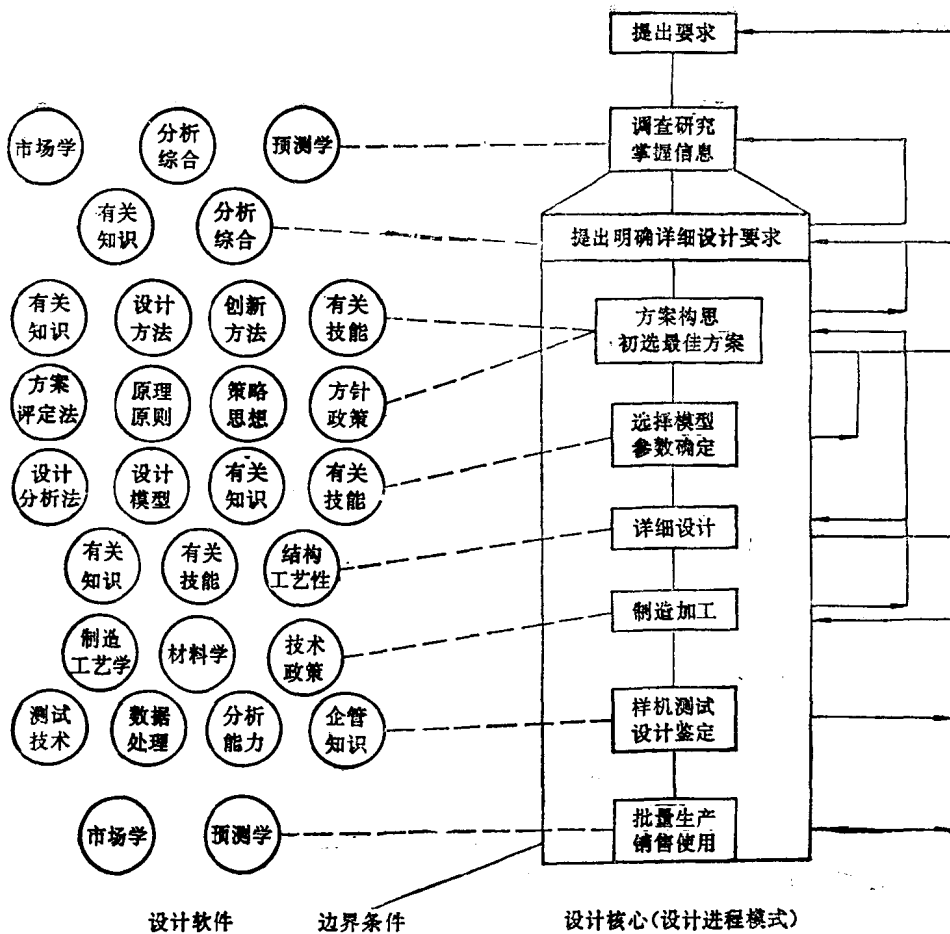 提出要求
市场学
分析
综合
预测学
调查研究
掌握信息
有关
知识
分析
综合
提出明确详细设计要求
有关
知识
设计
方法
创新
方法
有关
技能
方案构思
初选最佳方案
方案
评定法
原理
原则
策略
思想
方针
政策
选择模型
参数确定
设计
分析法
设计
模型
有关
知识
有关
技能
详细设计
有关
知识
有关
技能
结构
工艺性
制造加工
制造
工艺学
材料学
技术
政策
测试
技术
数据
处理
分析
能力
企管
知识
样机测试
设计鉴定
市场学
预测学
批量生产
销售使用
设计软件
边界条件
设计核心(设计进程模式)